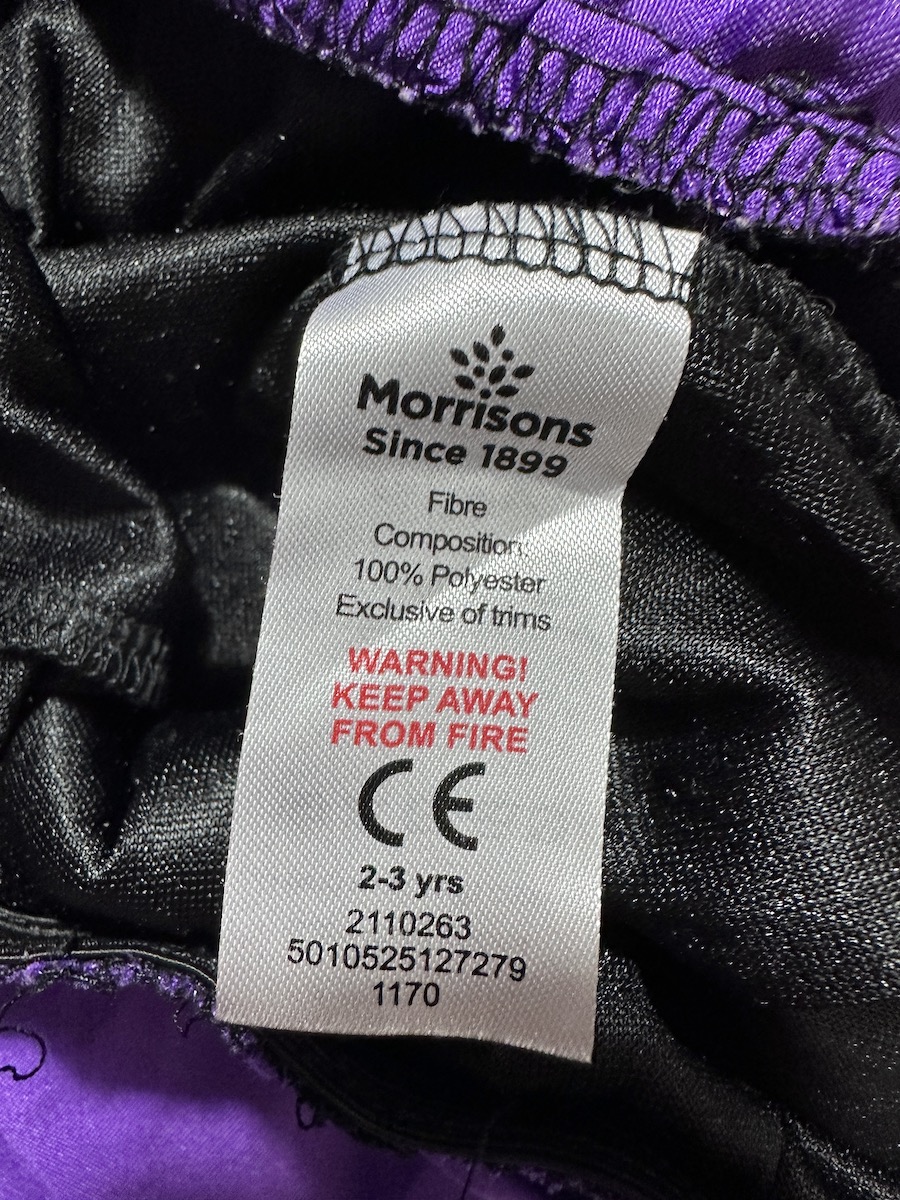 Morrisons
Since 1899
Fibre
Composition:
100% Polyester
Exclusive of trims
WARNING!
KEEP AWAY
FROM FIRE
CE
2-3 yrs
2110263
5010525127279
1170